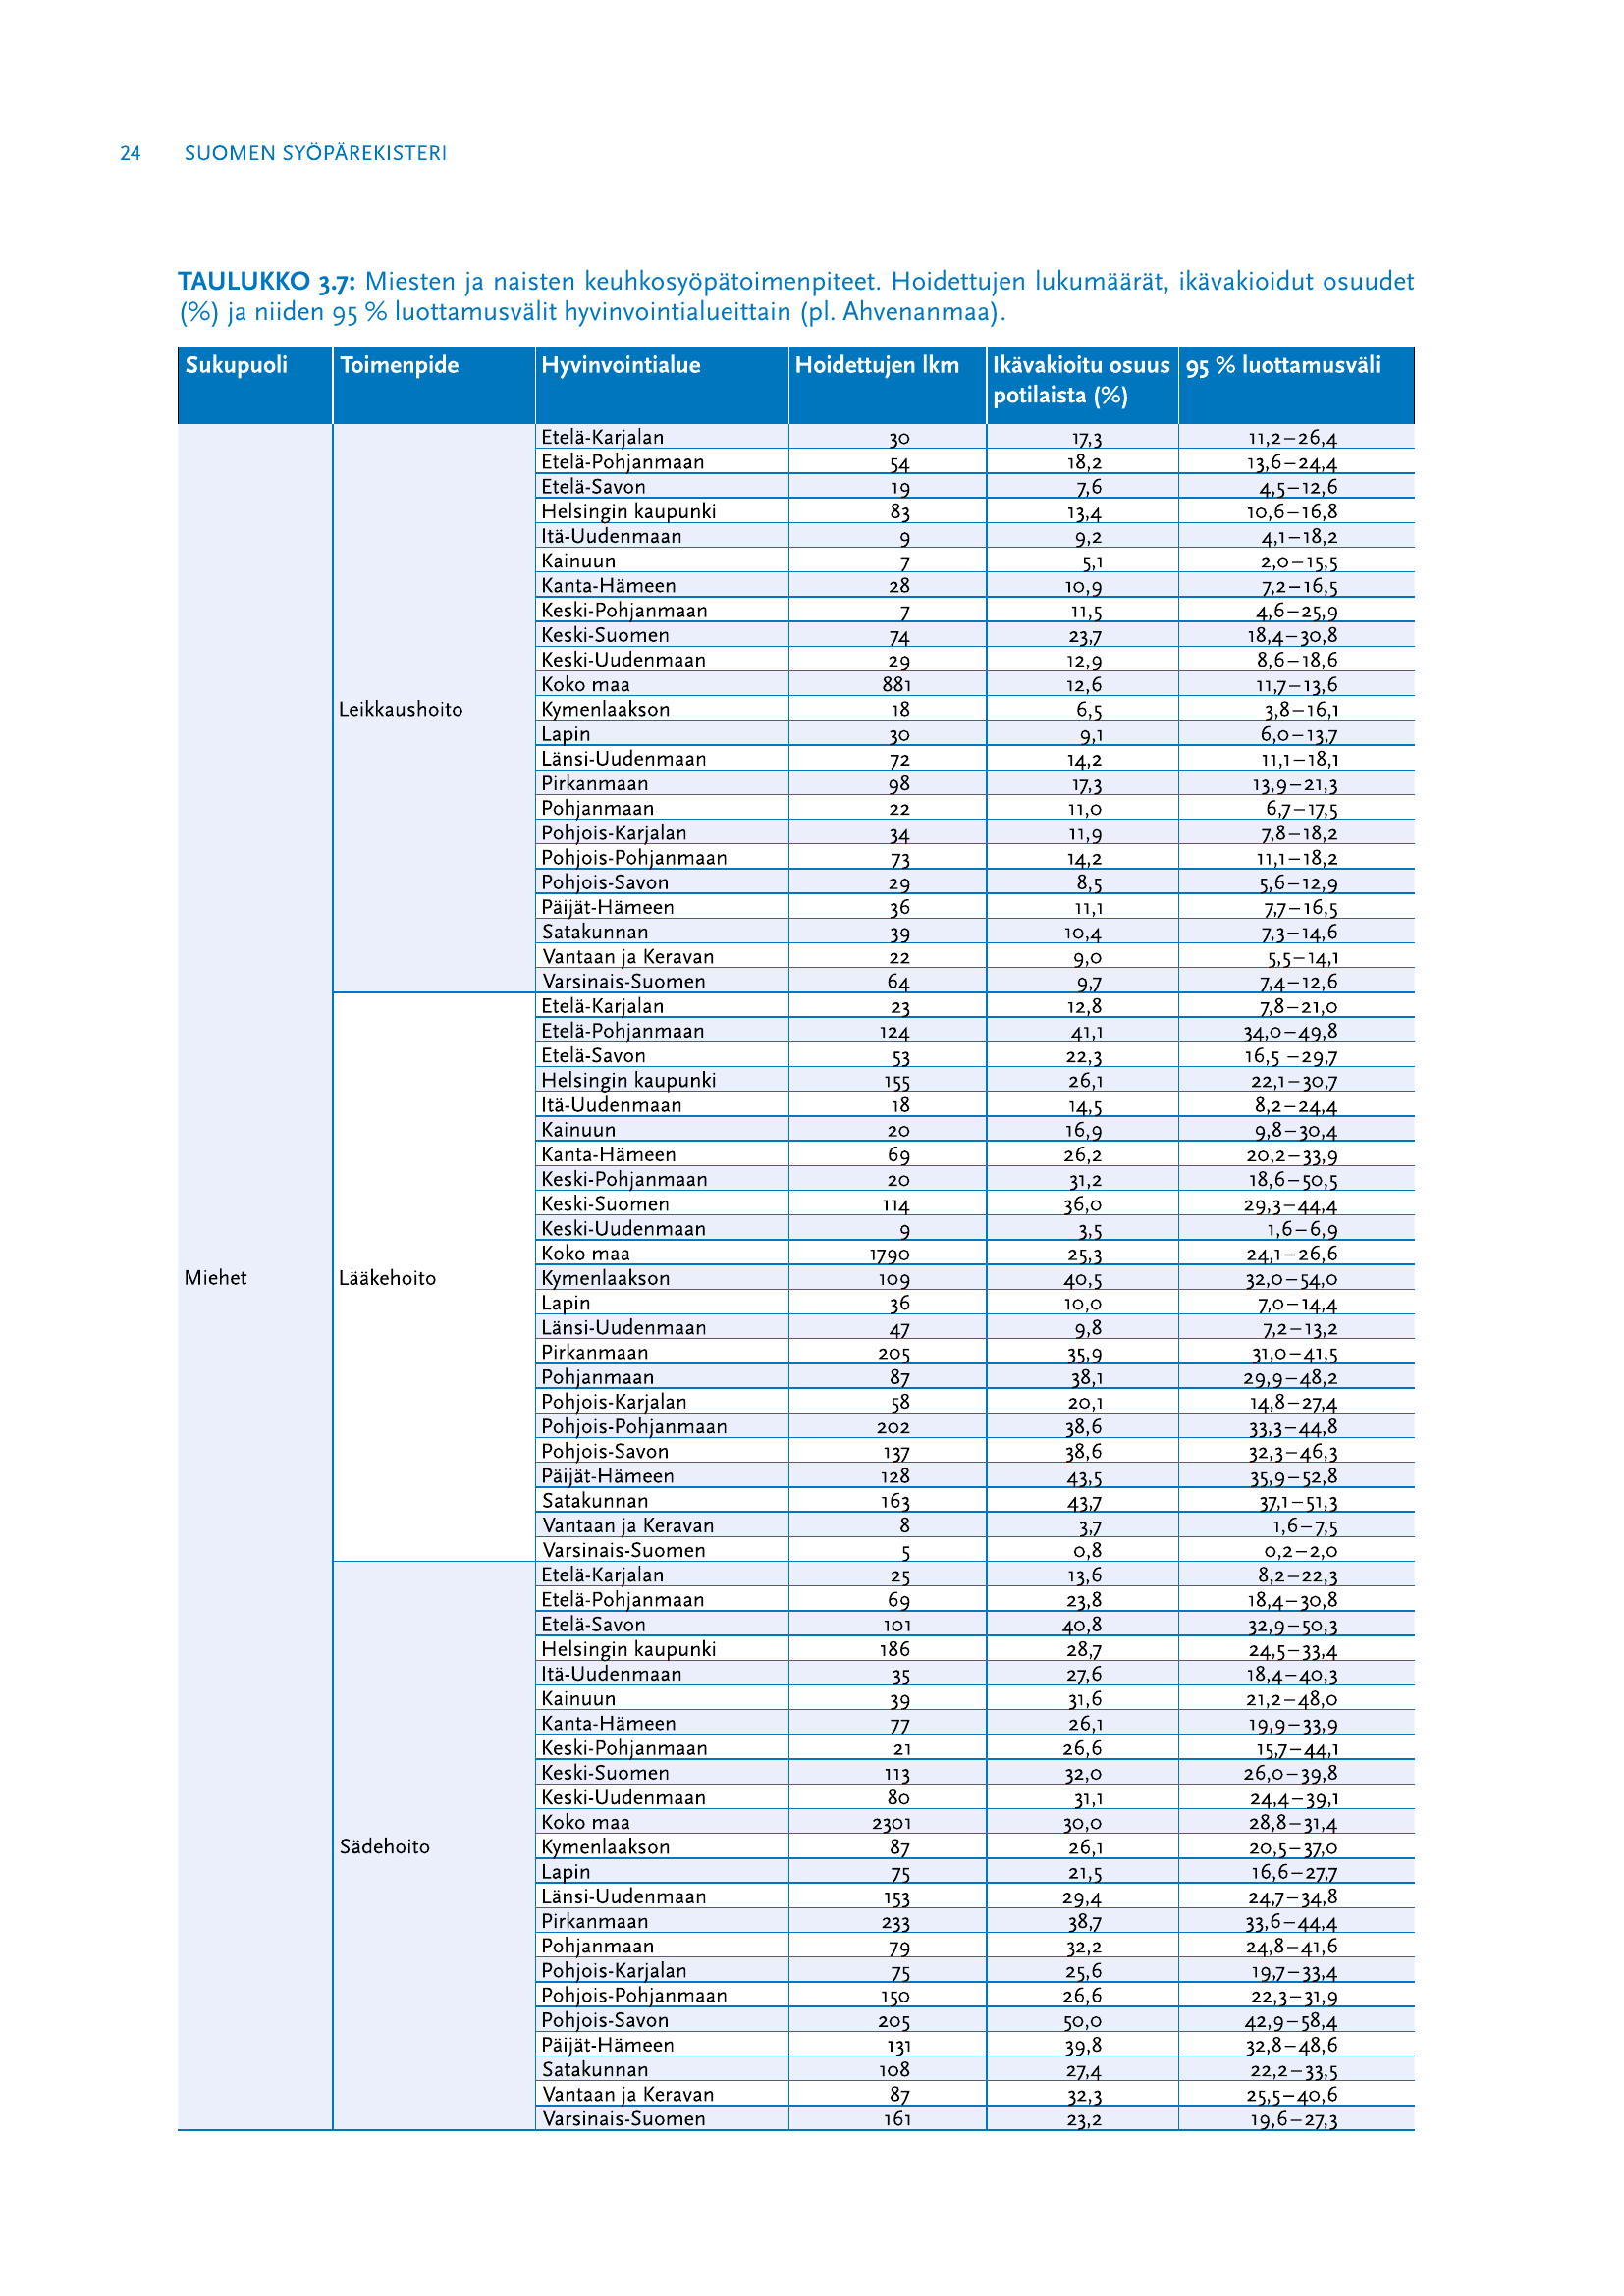 24 SUOMEN SYÖPÄREKISTERI
TAULUKKO 3.7: Miesten ja naisten keuhkosyöpätoimenpiteet. Hoidettujen lukumäärät, ikävakioidut osuudet
(%) ja niiden 95 % luottamusvälit hyvinvointialueittain (pl. Ahvenanmaa).
Sukupuoli Toimenpide Hyvinvointialue Hoidettujen lkm Ikävakioitu osuus 95 % luottamusväli
potilaista (%)
Etelä-Karjalan 30 17,3 11,2–26,4
Etelä-Pohjanmaan 54 18,2 13,6–24,4
Etelä-Savon 19 7,6 4,5–12,6
Helsingin kaupunki 83 13,4 10,6–16,8
Itä-Uudenmaan 9 9,2 4,1–18,2
Kainuun 7 5,1 2,0–15,5
Kanta-Hämeen 28 10,9 7,2–16,5
Keski-Pohjanmaan 7 11,5 4,6–25,9
Keski-Suomen 74 23,7 18,4–30,8
Keski-Uudenmaan 29 12,9 8,6–18,6
Koko maa 881 12,6 11,7–13,6
Leikkaushoito Kymenlaakson 18 6,5 3,8–16,1
Lapin 30 9,1 6,0–13,7
Länsi-Uudenmaan 72 14,2 11,1–18,1
Pirkanmaan 98 17,3 13,9–21,3
Pohjanmaan 22 11,0 6,7–17,5
Pohjois-Karjalan 34 11,9 7,8–18,2
Pohjois-Pohjanmaan 73 14,2 11,1–18,2
Pohjois-Savon 29 8,5 5,6–12,9
Päijät-Hämeen 36 11,1 7,7–16,5
Satakunnan 39 10,4 7,3–14,6
Vantaan ja Keravan 22 9,0 5,5–14,1
Varsinais-Suomen 64 9,7 7,4–12,6
Etelä-Karjalan 23 12,8 7,8–21,0
Etelä-Pohjanmaan 124 41,1 34,0–49,8
Etelä-Savon 53 22,3 16,5 –29,7
Helsingin kaupunki 155 26,1 22,1–30,7
Itä-Uudenmaan 18 14,5 8,2–24,4
Kainuun 20 16,9 9,8–30,4
Kanta-Hämeen 69 26,2 20,2–33,9
Keski-Pohjanmaan 20 31,2 18,6–50,5
Keski-Suomen 114 36,0 29,3–44,4
Keski-Uudenmaan 9 3,5 1,6–6,9
Koko maa 1790 25,3 24,1–26,6
Miehet Lääkehoito Kymenlaakson 109 40,5 32,0–54,0
Lapin 36 10,0 7,0–14,4
Länsi-Uudenmaan 47 9,8 7,2–13,2
Pirkanmaan 205 35,9 31,0–41,5
Pohjanmaan 87 38,1 29,9–48,2
Pohjois-Karjalan 58 20,1 14,8–27,4
Pohjois-Pohjanmaan 202 38,6 33,3–44,8
Pohjois-Savon 137 38,6 32,3–46,3
Päijät-Hämeen 128 43,5 35,9–52,8
Satakunnan 163 43,7 37,1–51,3
Vantaan ja Keravan 8 3,7 1,6–7,5
Varsinais-Suomen 5 0,8 0,2–2,0
Etelä-Karjalan 25 13,6 8,2–22,3
Etelä-Pohjanmaan 69 23,8 18,4–30,8
Etelä-Savon 101 40,8 32,9–50,3
Helsingin kaupunki 186 28,7 24,5–33,4
Itä-Uudenmaan 35 27,6 18,4–40,3
Kainuun 39 31,6 21,2–48,0
Kanta-Hämeen 77 26,1 19,9–33,9
Keski-Pohjanmaan 21 26,6 15,7–44,1
Keski-Suomen 113 32,0 26,0–39,8
Keski-Uudenmaan 80 31,1 24,4–39,1
Koko maa 2301 30,0 28,8–31,4
Sädehoito Kymenlaakson 87 26,1 20,5–37,0
Lapin 75 21,5 16,6–27,7
Länsi-Uudenmaan 153 29,4 24,7–34,8
Pirkanmaan 233 38,7 33,6–44,4
Pohjanmaan 79 32,2 24,8–41,6
Pohjois-Karjalan 75 25,6 19,7–33,4
Pohjois-Pohjanmaan 150 26,6 22,3–31,9
Pohjois-Savon 205 50,0 42,9–58,4
Päijät-Hämeen 131 39,8 32,8–48,6
Satakunnan 108 27,4 22,2–33,5
Vantaan ja Keravan 87 32,3 25,5–40,6
Varsinais-Suomen 161 23,2 19,6–27,3